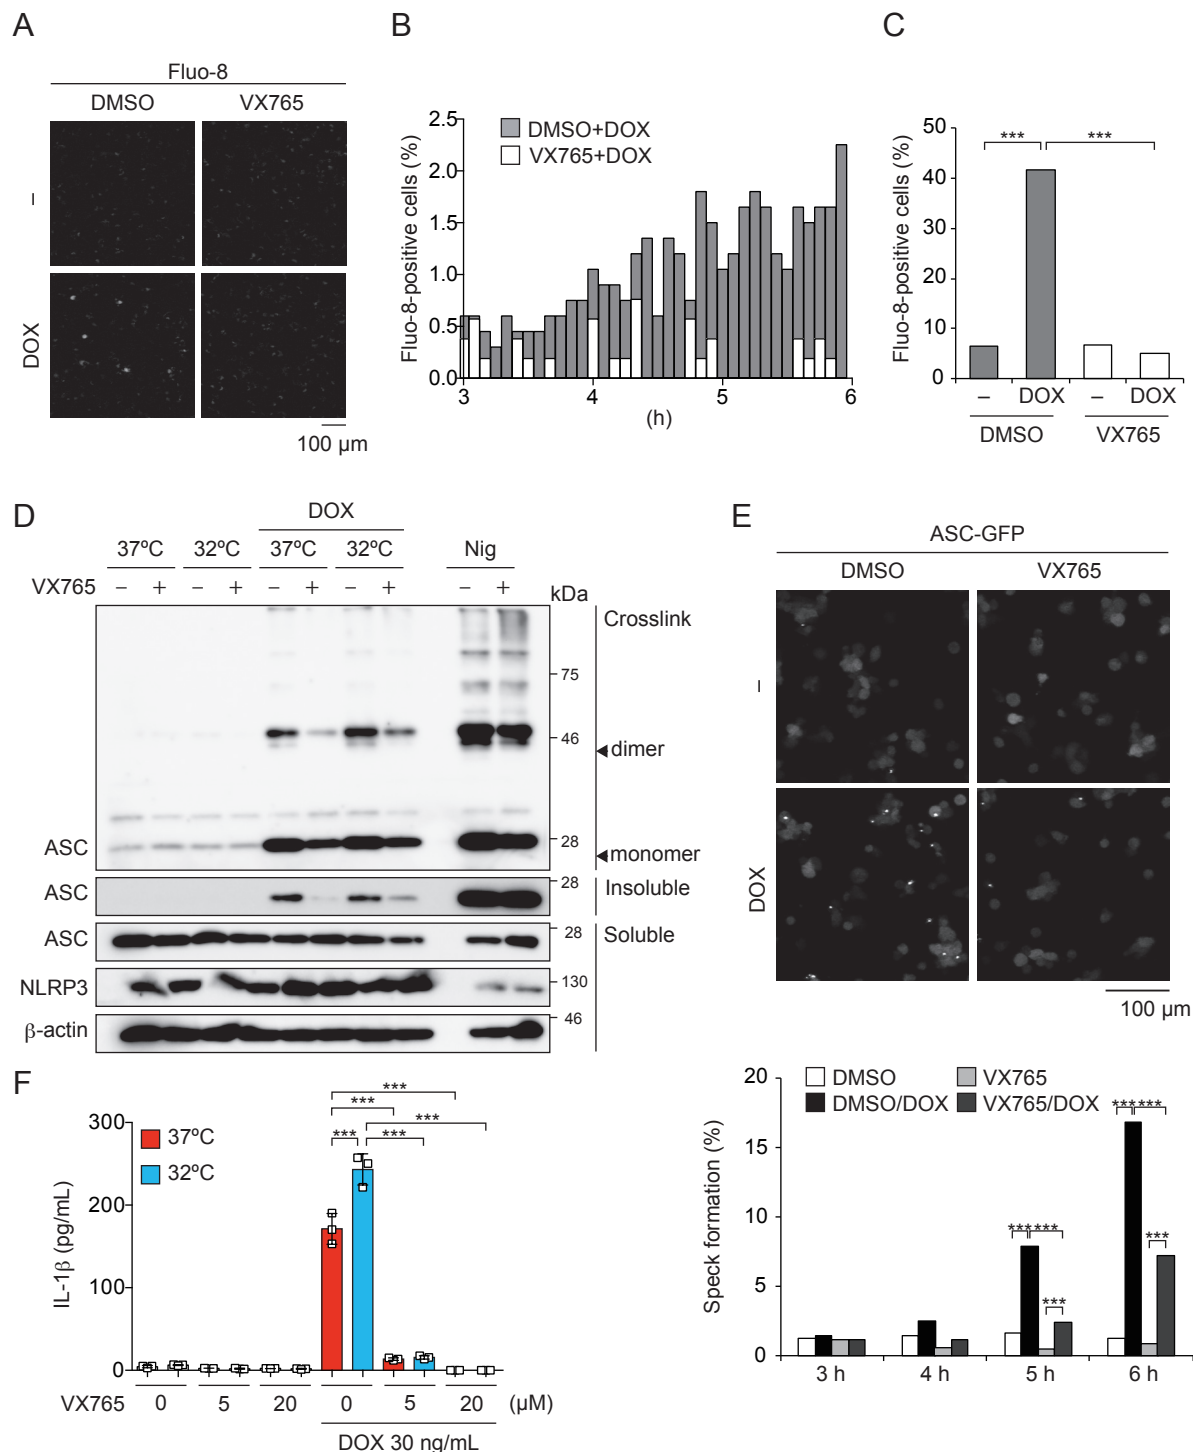 A
Fluo-8
DMSO VX765
–
DOX
100 µm
B
Fluo-8-positive cells (%)
2.5
2.0
1.5
1.0
0.5
0.0
DMSO+DOX
VX765+DOX
3 4 5 6
(h)
C
Fluo-8-positive cells (%)
50
40
30
20
10
0
*** ***
– DOX – DOX
DMSO VX765
D
DOX
37ºC 32ºC 37ºC 32ºC Nig
VX765 – + – + – + – + – + kDa
Crosslink
75
46
dimer
28
ASC monomer
28
ASC Insoluble
28
ASC Soluble
NLRP3 130
46
β-actin
E
ASC-GFP
DMSO VX765
–
DOX
100 µm
Speck formation (%)
20
15
10
5
0
DMSO VX765
DMSO/DOX VX765/DOX
*** ***
***
*** ***
***
3 h 4 h 5 h 6 h
F
IL-1β (pg/mL)
300
200
100
0
37ºC
32ºC
***
***
***
*** ***
VX765 0 5 20 0 5 20 (µM)
DOX 30 ng/mL